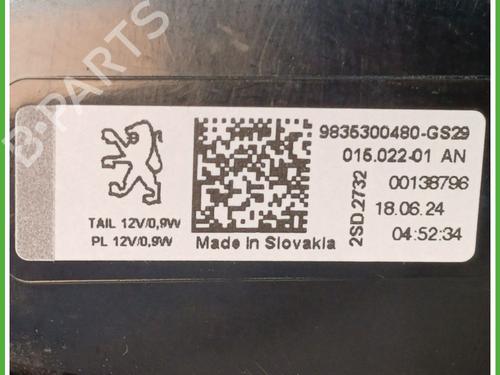 B-PARTS
9835300480-GS29
015.022-01 AN
00138796
18.06.24
04:52:34
2SD.2732
TAIL 12V/0,9W
PL 12V/0,9W
Made in Slovakia